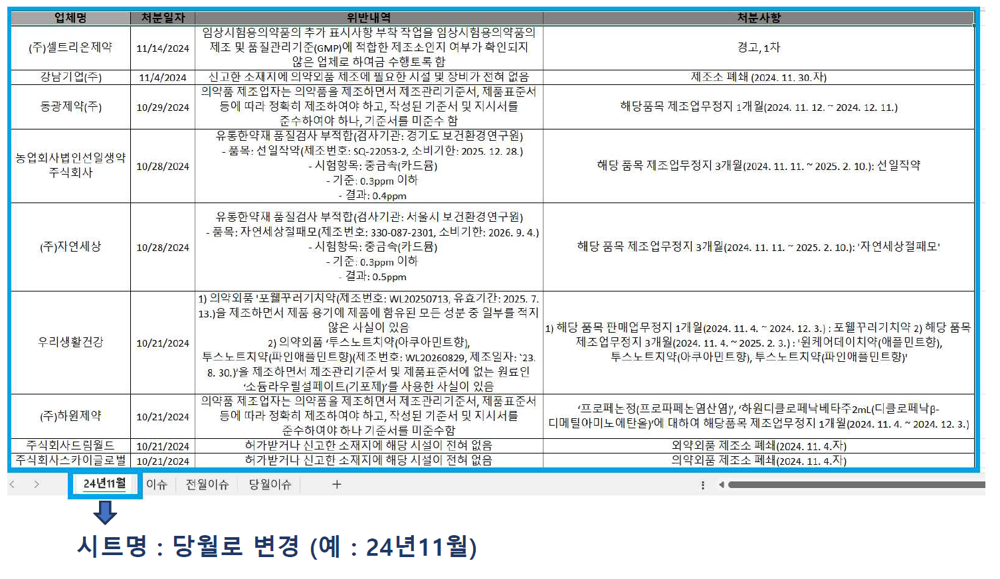 업체명 처분일자 위반내역 처분사항
(주)셀트리온제약 11/14/2024 임상시험용의약품의 추가 표시사항 부착 작업을 임상시험용의약품의
제조 및 품질관리기준(GMP)에 적합한 제조소인지 여부가 확인되지
않은 업체로 하여금 수행토록 함 경고, 1차
강남기업(주) 11/4/2024 신고한 소재지에 의약외품 제조에 필요한 시설 및 장비가 전혀 없음 제조소 폐쇄 (2024. 11. 30.자)
동광제약(주) 10/29/2024 의약품 제조업자는 의약품을 제조하면서 제조관리기준서, 제품표준서
등에 따라 정확히 제조하여야 하고, 작성된 기준서 및 지시서를
준수하여야 하나, 기준서를 미준수 함 해당품목 제조업무정지 1개월(2024. 11. 12. ~ 2024. 12. 11.)
농업회사법인선일생약
주식회사 10/28/2024 유통한약재 품질검사 부적합(검사기관: 경기도 보건환경연구원)
- 품목: 선일작약(제조번호: SQ-22053-2, 소비기한: 2025. 12. 28.)
- 시험항목: 중금속(카드뮴)
- 기준: 0.3ppm 이하
- 결과: 0.4ppm 해당 품목 제조업무정지 3개월(2024. 11. 11. ~ 2025. 2. 10.): 선일작약
(주)자연세상 10/28/2024 유통한약재 품질검사 부적합(검사기관: 서울시 보건환경연구원)
- 품목: 자연세상절패모(제조번호: 330-087-2301, 소비기한: 2026. 9. 4.)
- 시험항목: 중금속(카드뮴)
- 기준: 0.3ppm 이하
- 결과: 0.5ppm 해당 품목 제조업무정지 3개월(2024. 11. 11. ~ 2025. 2. 10.): '자연세상절패모'
우리생활건강 10/21/2024 1) 의약외품 '포웰꾸러기치약(제조번호: WL20250713, 유효기간: 2025. 7.
13.)을 제조하면서 제품 용기에 제품에 함유된 모든 성분 중 일부를 적지
않은 사실이 있음
2) 의약외품 ‘투스노트치약(아쿠아민트향),
투스노트치약(파인애플민트향)(제조번호: WL20260829, 제조일자: `23.
8. 30.)’을 제조하면서 제조관리기준서 및 제품표준서에 없는 원료인
‘소듐라우릴설페이트(기포제)’를 사용한 사실이 있음 1) 해당 품목 판매업무정지 1개월(2024. 11. 4. ~ 2024. 12. 3.) : 포웰꾸러기치약 2) 해당 품목
제조업무정지 3개월(2024. 11. 4. ~ 2025. 2. 3.) : '원케어데이치약(애플민트향),
투스노트치약(아쿠아민트향), 투스노트치약(파인애플민트향)'
(주)하원제약 10/21/2024 의약품 제조업자는 의약품을 제조하면서 제조관리기준서, 제품표준서
등에 따라 정확히 제조하여야 하고, 작성된 기준서 및 지시서를
준수하여야 하나 기준서를 미준수함 ‘프로페논정(프로파페논염산염)’, ‘하원디클로페낙베타주2mL(디클로페낙β-
디메틸아미노에탄올)’에 대하여 해당품목 제조업무정지 1개월(2024. 11. 4. ~ 2024. 12. 3.)
주식회사드림월드 10/21/2024 허가받거나 신고한 소재지에 해당 시설이 전혀 없음 외약외품 제조소 폐쇄(2024. 11. 4.자)
주식회사스카이글로벌 10/21/2024 허가받거나 신고한 소재지에 해당 시설이 전혀 없음 의약외품 제조소 폐쇄(2024. 11. 4.자)
24년11월 이슈 전월이슈 당월이슈 +
시트명 : 당월로 변경 (예 : 24년11월)